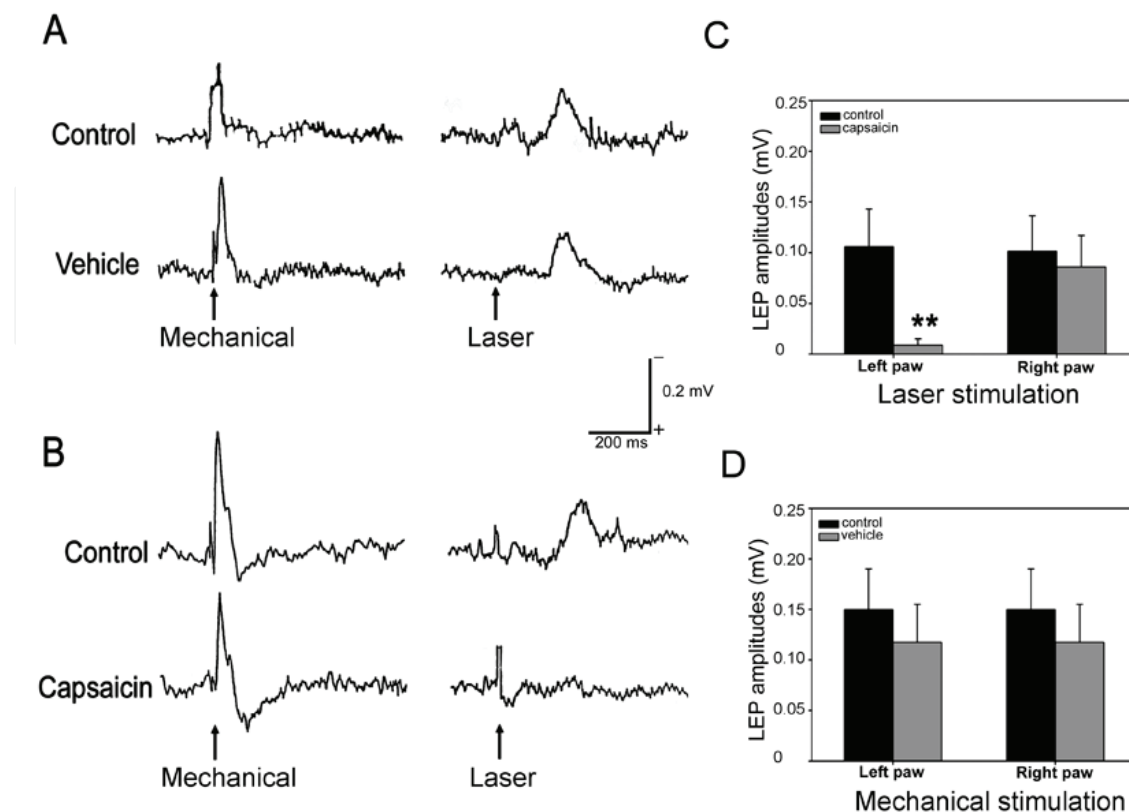 A
Control
Vehicle
Mechanical
Laser
−
0.2 mV
+
200 ms
B
Control
Capsaicin
Mechanical
Laser
C
LEP amplitudes (mV)
0.25
0.20
0.15
0.10
0.05
0
control
capsaicin
**
Left paw
Right paw
Laser stimulation
D
LEP amplitudes (mV)
0.25
0.20
0.15
0.10
0.05
0
control
vehicle
Left paw
Right paw
Mechanical stimulation